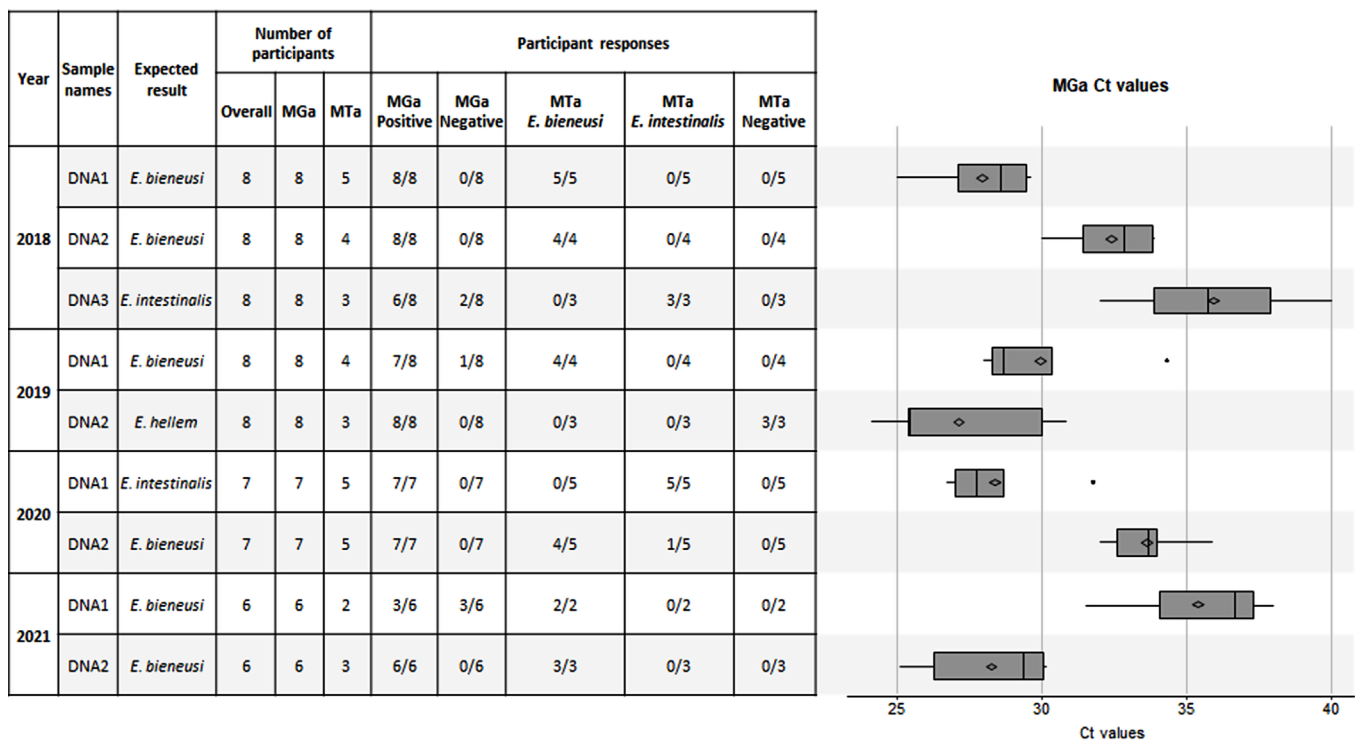 Year Sample names Expected result Number of participants Participant responses
Overall MGa MTa MGa Positive MGa Negative MTa E. bieneusi MTa E. intestinalis MTa Negative
2018 DNA1 E. bieneusi 8 8 5 8/8 0/8 5/5 0/5 0/5
DNA2 E. bieneusi 8 8 4 8/8 0/8 4/4 0/4 0/4
DNA3 E. intestinalis 8 8 3 6/8 2/8 0/3 3/3 0/3
2019 DNA1 E. bieneusi 8 8 4 7/8 1/8 4/4 0/4 0/4
DNA2 E. hellem 8 8 3 8/8 0/8 0/3 0/3 3/3
2020 DNA1 E. intestinalis 7 7 5 7/7 0/7 0/5 5/5 0/5
DNA2 E. bieneusi 7 7 5 7/7 0/7 4/5 1/5 0/5
2021 DNA1 E. bieneusi 6 6 2 3/6 3/6 2/2 0/2 0/2
DNA2 E. bieneusi 6 6 3 6/6 0/6 3/3 0/3 0/3
MGa Ct values
25 30 35 40
Ct values